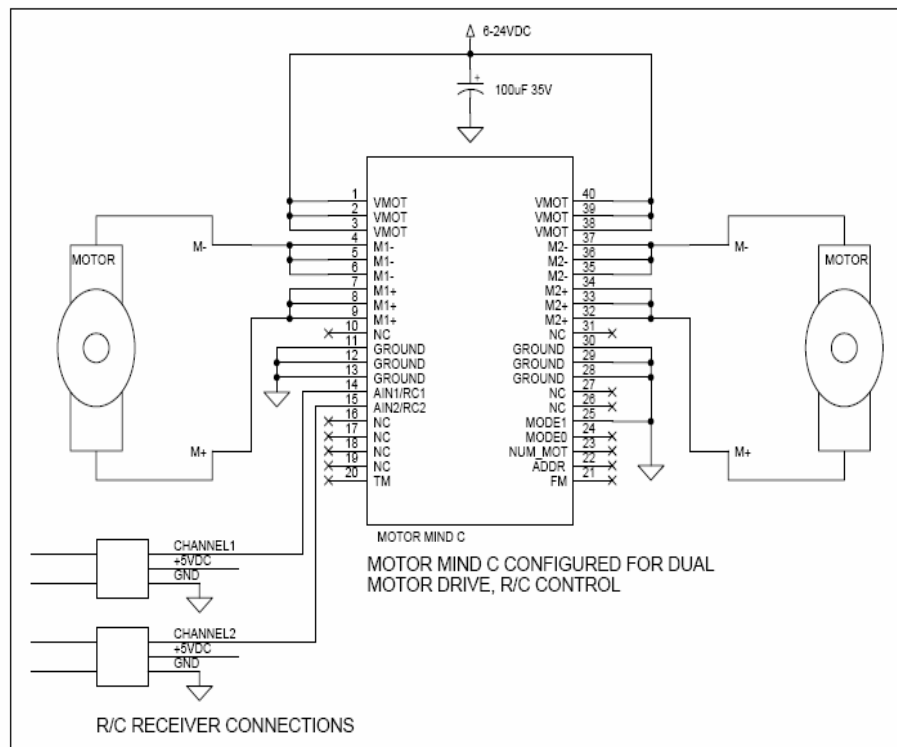 6-24VDC
+
100uF 35V
1 VMOT VMOT 40
2 VMOT VMOT 39
3 VMOT VMOT 38
4 M1- M2- 37
5 M1- M2- 36
6 M1- M2- 35
7 M1+ M2+ 34
8 M1+ M2+ 33
9 M1+ M2+ 32
10 NC NC 31
11 GROUND GROUND 30
12 GROUND GROUND 29
13 GROUND GROUND 28
14 AIN1/RC1 NC 27
15 AIN2/RC2 NC 26
16 NC MODE1 25
17 NC MODE0 24
18 NC NUM_MOT 23
19 NC ADDR 22
20 TM FM 21
M-
MOTOR
M+
M-
MOTOR
M+
MOTOR MIND C
MOTOR MIND C CONFIGURED FOR DUAL
MOTOR DRIVE, R/C CONTROL
CHANNEL1
+5VDC
GND
CHANNEL2
+5VDC
GND
R/C RECEIVER CONNECTIONS